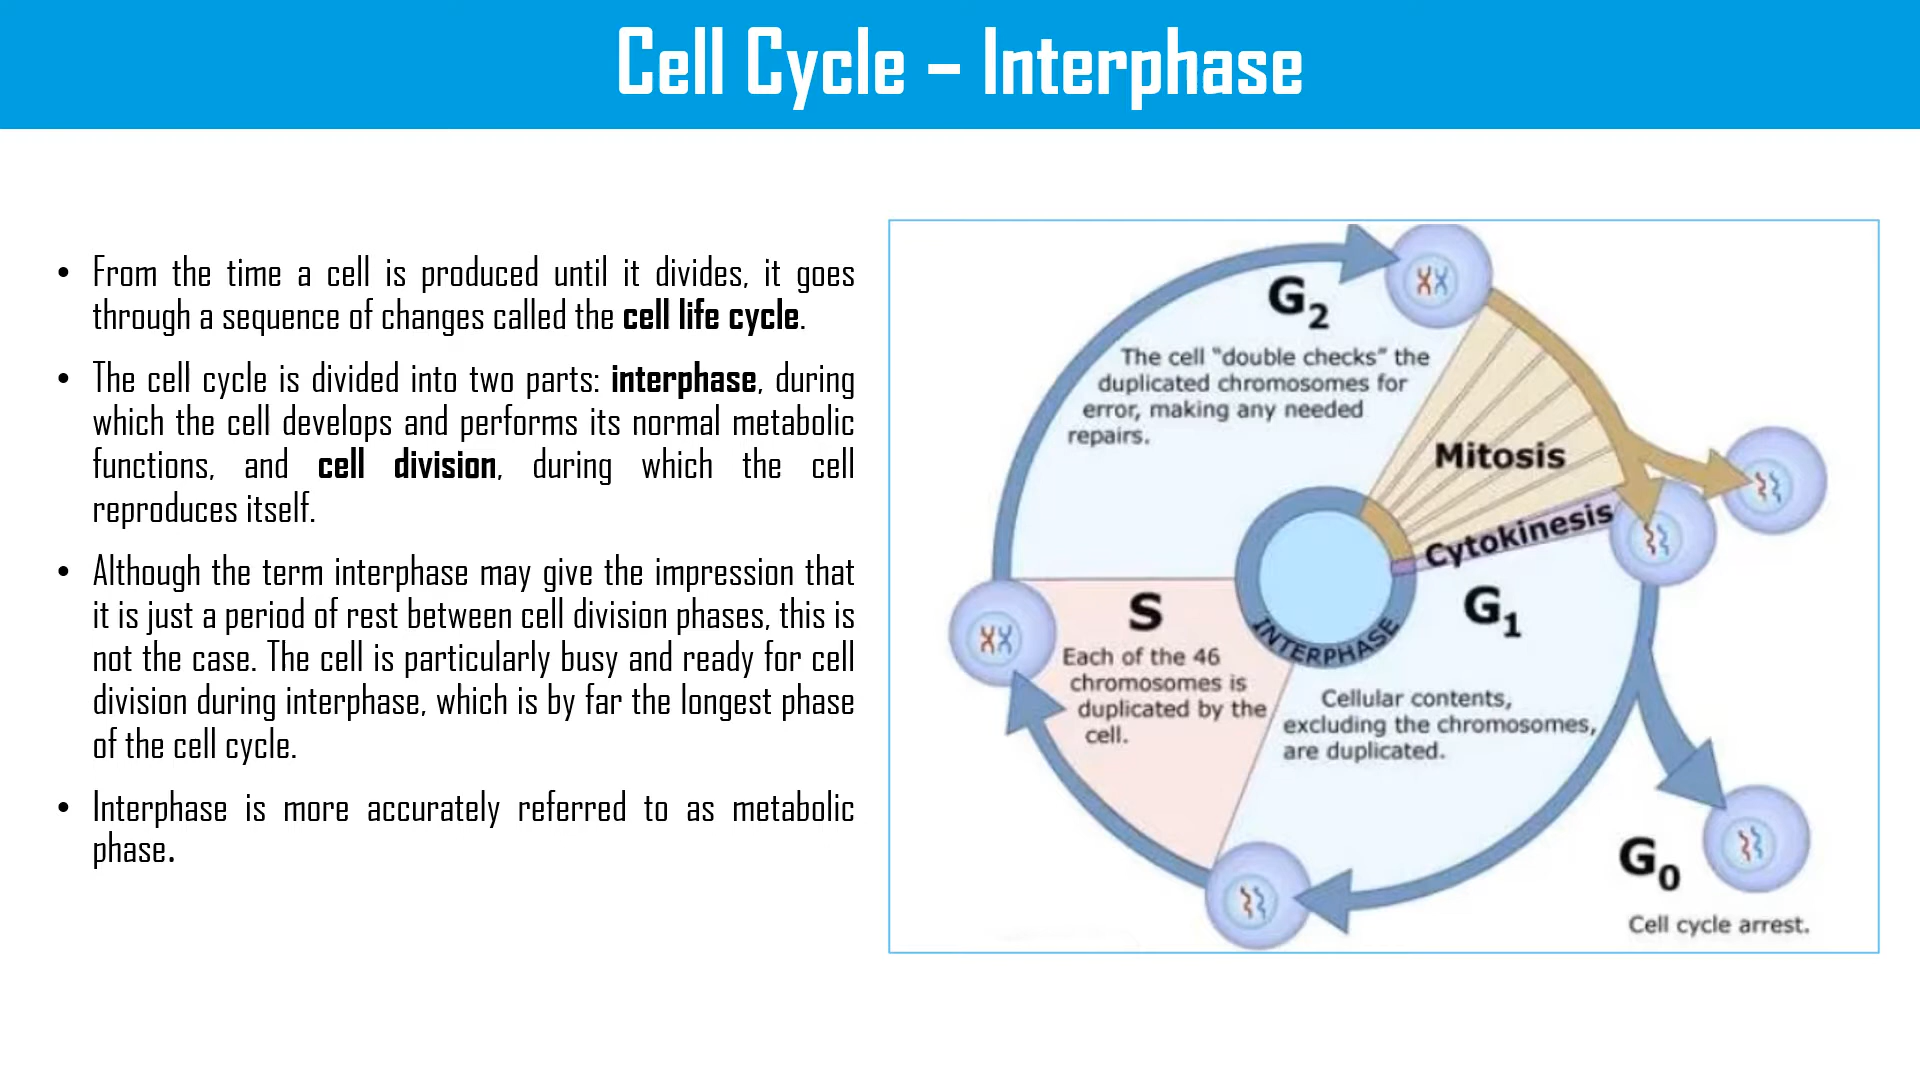 Cell Cycle – Interphase
• From the time a cell is produced until it divides, it goes
through a sequence of changes called the cell life cycle.
• The cell cycle is divided into two parts: interphase, during
which the cell develops and performs its normal metabolic
functions, and cell division, during which the cell
reproduces itself.
• Although the term interphase may give the impression that
it is just a period of rest between cell division phases, this is
not the case. The cell is particularly busy and ready for cell
division during interphase, which is by far the longest phase
of the cell cycle.
• Interphase is more accurately referred to as metabolic
phase.
G₂
The cell “double checks” the
duplicated chromosomes for
error, making any needed
repairs.
Mitosis
Cytokinesis
S
Each of the 46
chromosomes is
duplicated by the
cell.
INTERPHASE
G₁
Cellular contents,
excluding the chromosomes,
are duplicated.
G₀
Cell cycle arrest.